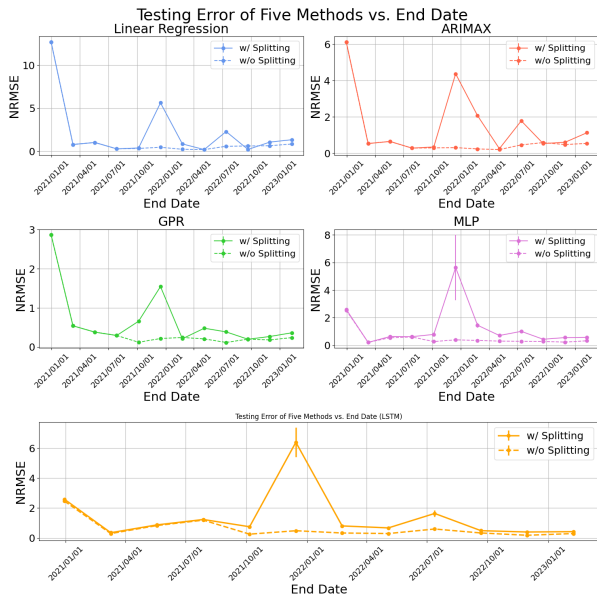 Testing Error of Five Methods vs. End Date
Linear Regression
NRMSE
10
5
0
w/ Splitting
w/o Splitting
2021/01/01
2021/04/01
2021/07/01
2021/10/01
2022/01/01
2022/04/01
2022/07/01
2022/10/01
2023/01/01
End Date
ARIMAX
NRMSE
6
4
2
0
w/ Splitting
w/o Splitting
2021/01/01
2021/04/01
2021/07/01
2021/10/01
2022/01/01
2022/04/01
2022/07/01
2022/10/01
2023/01/01
End Date
GPR
NRMSE
3
2
1
0
w/ Splitting
w/o Splitting
2021/01/01
2021/04/01
2021/07/01
2021/10/01
2022/01/01
2022/04/01
2022/07/01
2022/10/01
2023/01/01
End Date
MLP
NRMSE
8
6
4
2
0
w/ Splitting
w/o Splitting
2021/01/01
2021/04/01
2021/07/01
2021/10/01
2022/01/01
2022/04/01
2022/07/01
2022/10/01
2023/01/01
End Date
Testing Error of Five Methods vs. End Date (LSTM)
NRMSE
6
4
2
0
w/ Splitting
w/o Splitting
2021/01/01
2021/04/01
2021/07/01
2021/10/01
2022/01/01
2022/04/01
2022/07/01
2022/10/01
2023/01/01
End Date